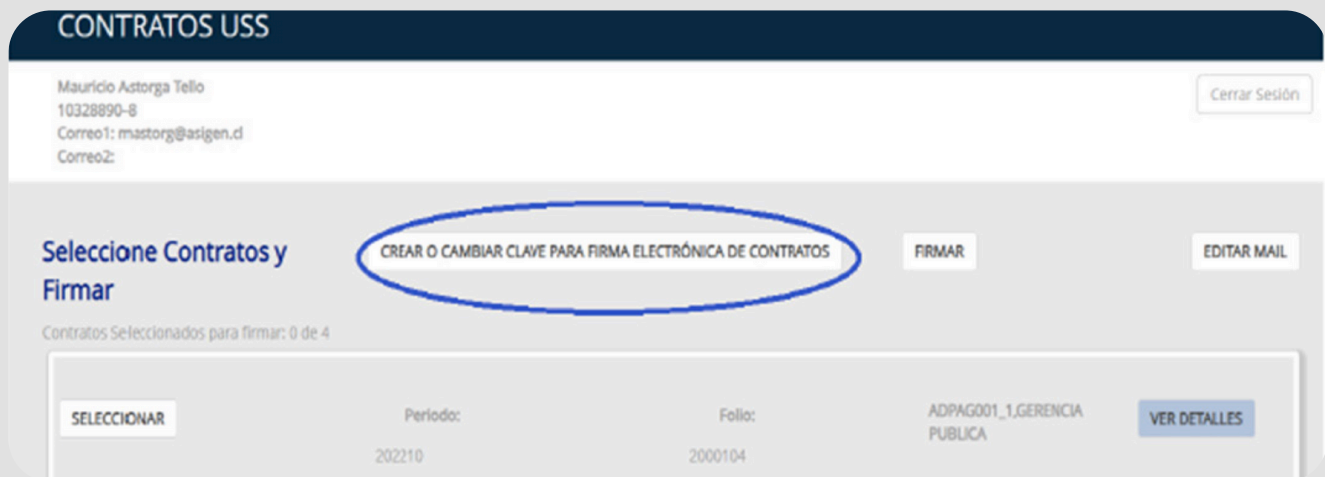 CONTRATOS USS
Mauricio Astorga Tello
10328890-8
Correo1: mastorg@asigen.cl
Correo2:
Cerrar Sesión
Seleccione Contratos y
Firmar
CREAR O CAMBIAR CLAVE PARA FIRMA ELECTRÓNICA DE CONTRATOS
FIRMAR
EDITAR MAIL
Contratos Seleccionados para firmar: 0 de 4
SELECCIONAR
Periodo:
202210
Folio:
2000104
ADPAG001_1,GERENCIA
PUBLICA
VER DETALLES